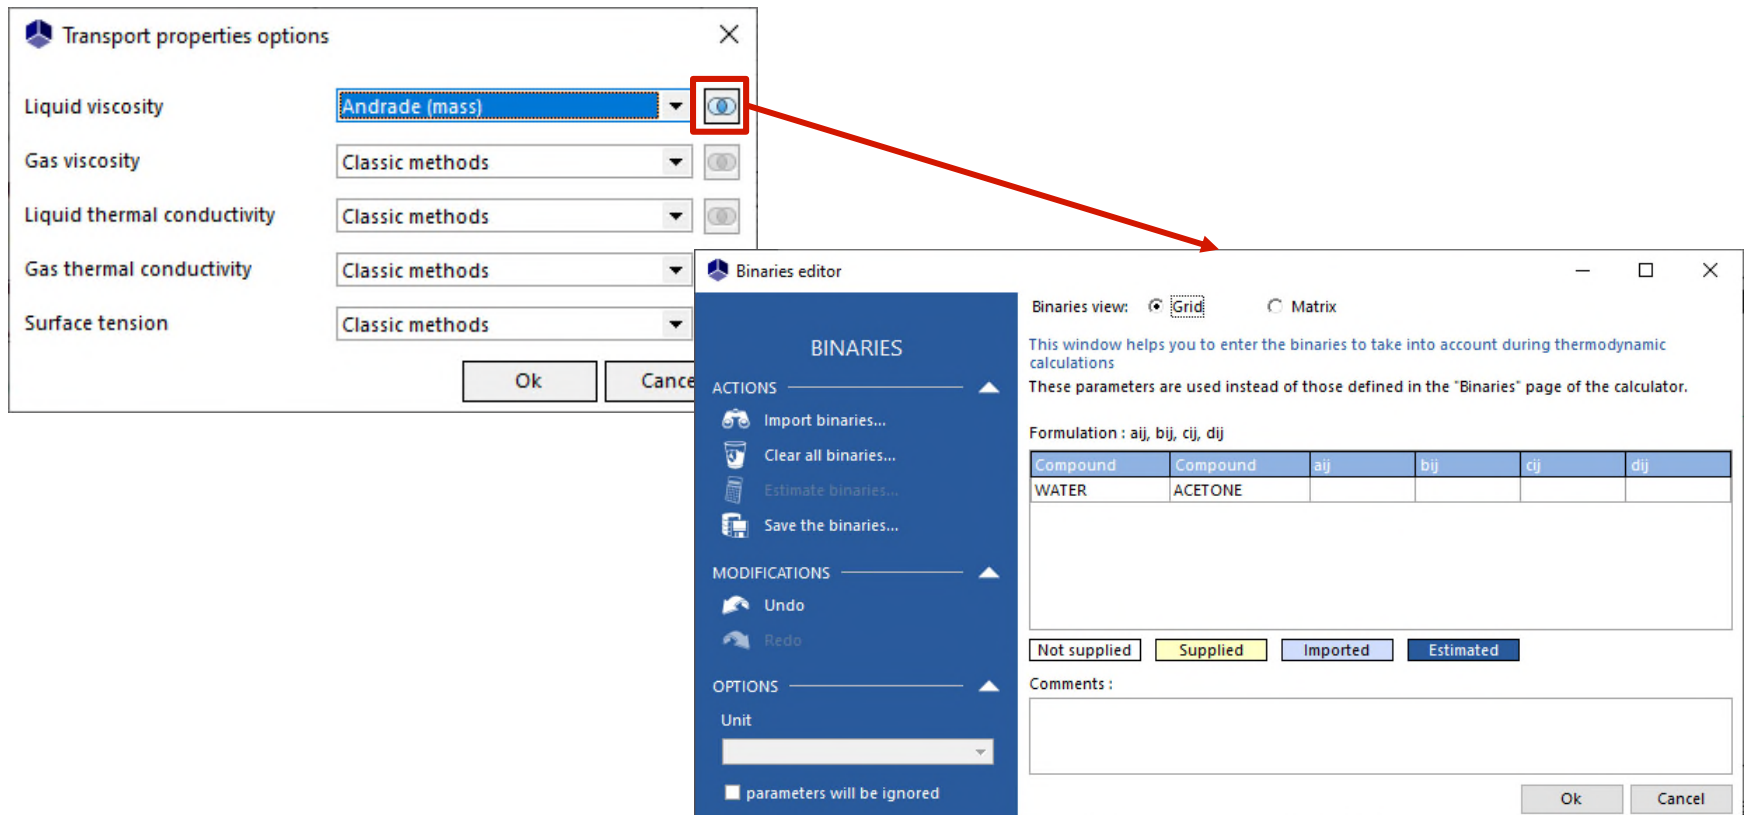 Transport properties options
Liquid viscosity
Andrade (mass)
Gas viscosity
Classic methods
Liquid thermal conductivity
Classic methods
Gas thermal conductivity
Classic methods
Surface tension
Classic methods
Ok
Cance
Binaries editor
BINARIES
ACTIONS
Import binaries...
Clear all binaries...
Estimate binaries...
Save the binaries...
MODIFICATIONS
Undo
Redo
OPTIONS
Unit
parameters will be ignored
Binaries view: Grid Matrix
This window helps you to enter the binaries to take into account during thermodynamic
calculations
These parameters are used instead of those defined in the "Binaries" page of the calculator.
Formulation : aij, bij, cij, dij
Compound Compound aij bij cij dij
WATER ACETONE
Not supplied Supplied Imported Estimated
Comments :
Ok Cancel